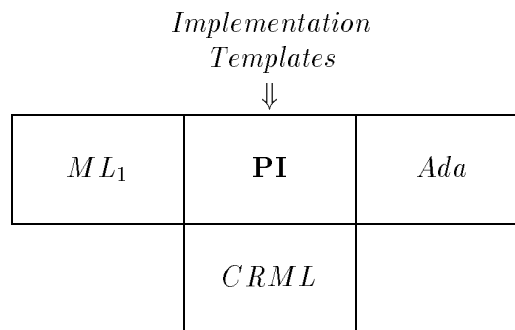 Implementation
Templates
⇓
ML₁ PI Ada
CRML